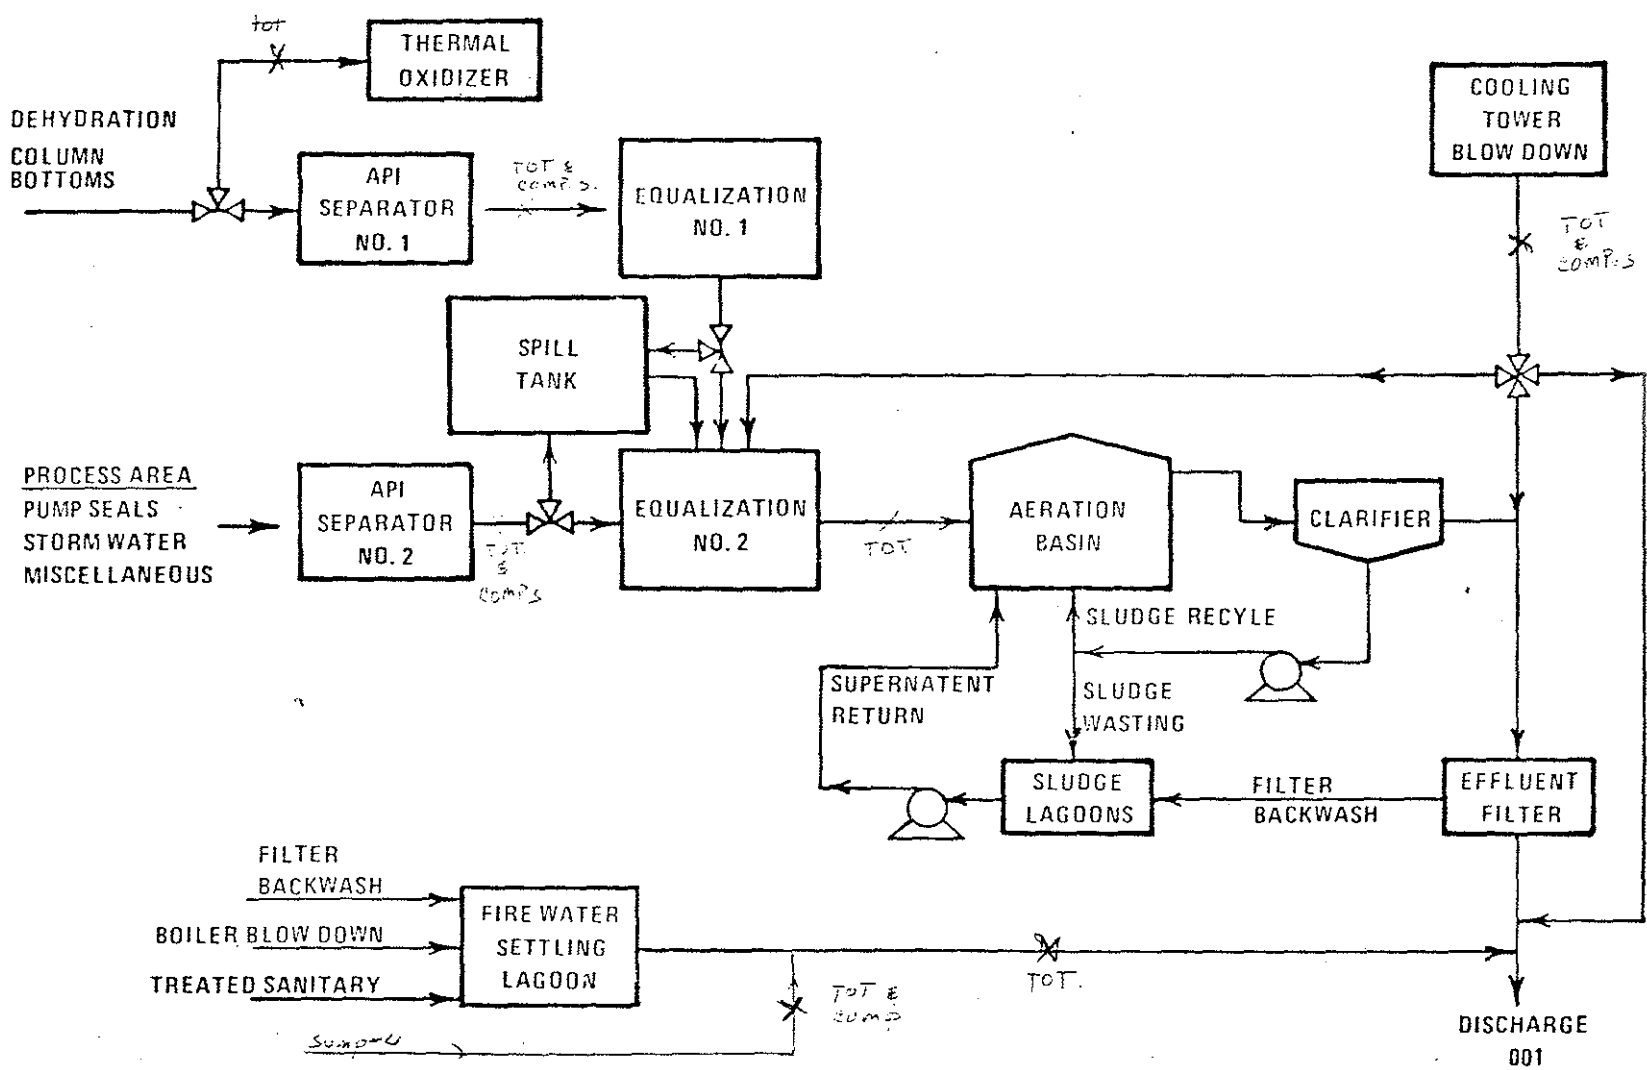 TOT
THERMAL
OXIDIZER
DEHYDRATION
COLUMN
BOTTOMS
API
SEPARATOR
NO. 1
TOT &
COMP.S.
EQUALIZATION
NO. 1
COOLING
TOWER
BLOW DOWN
TOT
&
COMP.S
SPILL
TANK
PROCESS AREA
PUMP SEALS
STORM WATER
MISCELLANEOUS
API
SEPARATOR
NO. 2
TOT
&
COMPS
EQUALIZATION
NO. 2
TOT
AERATION
BASIN
CLARIFIER
SLUDGE RECYLE
SUPERNATENT
RETURN
SLUDGE
WASTING
SLUDGE
LAGOONS
FILTER
BACKWASH
EFFLUENT
FILTER
FILTER
BACKWASH
BOILER BLOW DOWN
TREATED SANITARY
FIRE WATER
SETTLING
LAGOON
TOT &
COMP
TOT.
DISCHARGE
001